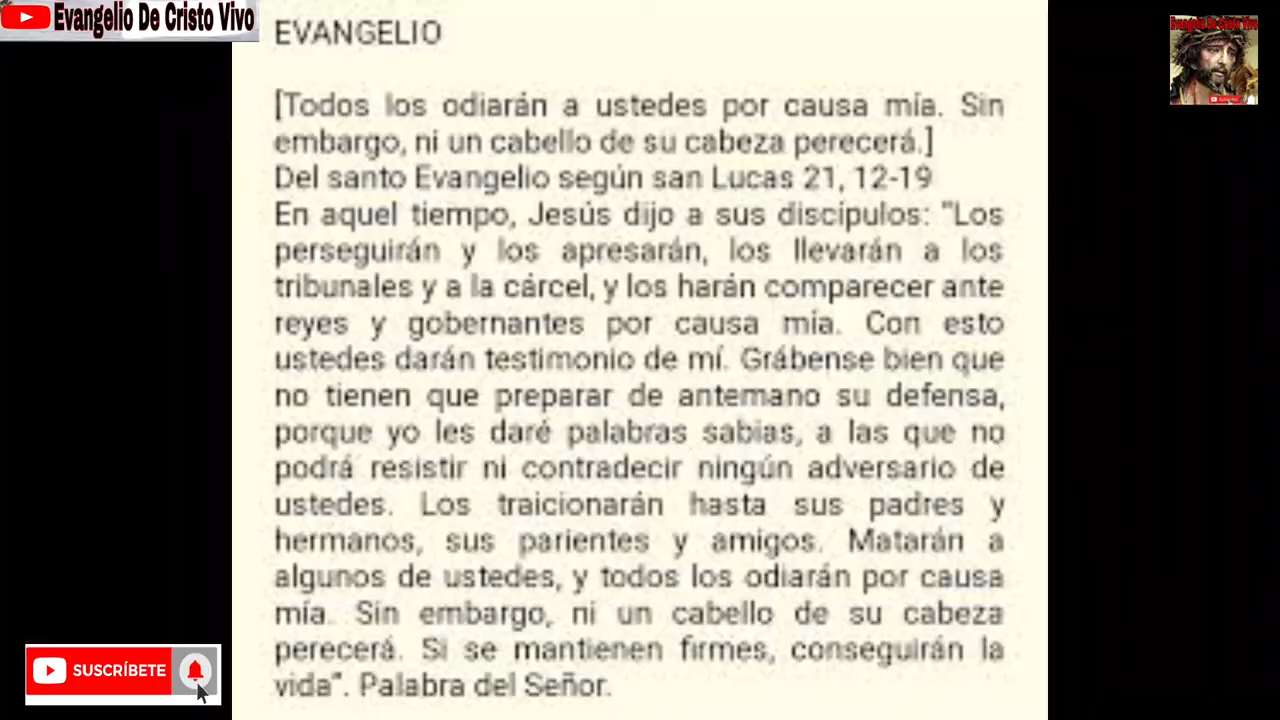 Evangelio De Cristo Vivo
Evangelio De Cristo Vivo
EVANGELIO
[Todos los odiarán a ustedes por causa mía. Sin
embargo, ni un cabello de su cabeza perecerá.]
Del santo Evangelio según san Lucas 21, 12-19
En aquel tiempo, Jesús dijo a sus discípulos: "Los
perseguirán y los apresarán, los llevarán a los
tribunales y a la cárcel, y los harán comparecer ante
reyes y gobernantes por causa mía. Con esto
ustedes darán testimonio de mí. Grábense bien que
no tienen que preparar de antemano su defensa,
porque yo les daré palabras sabias, a las que no
podrá resistir ni contradecir ningún adversario de
ustedes. Los traicionarán hasta sus padres y
hermanos, sus parientes y amigos. Matarán a
algunos de ustedes, y todos los odiarán por causa
mía. Sin embargo, ni un cabello de su cabeza
perecerá. Si se mantienen firmes, conseguirán la
vida". Palabra del Señor.
SUSCRÍBETE